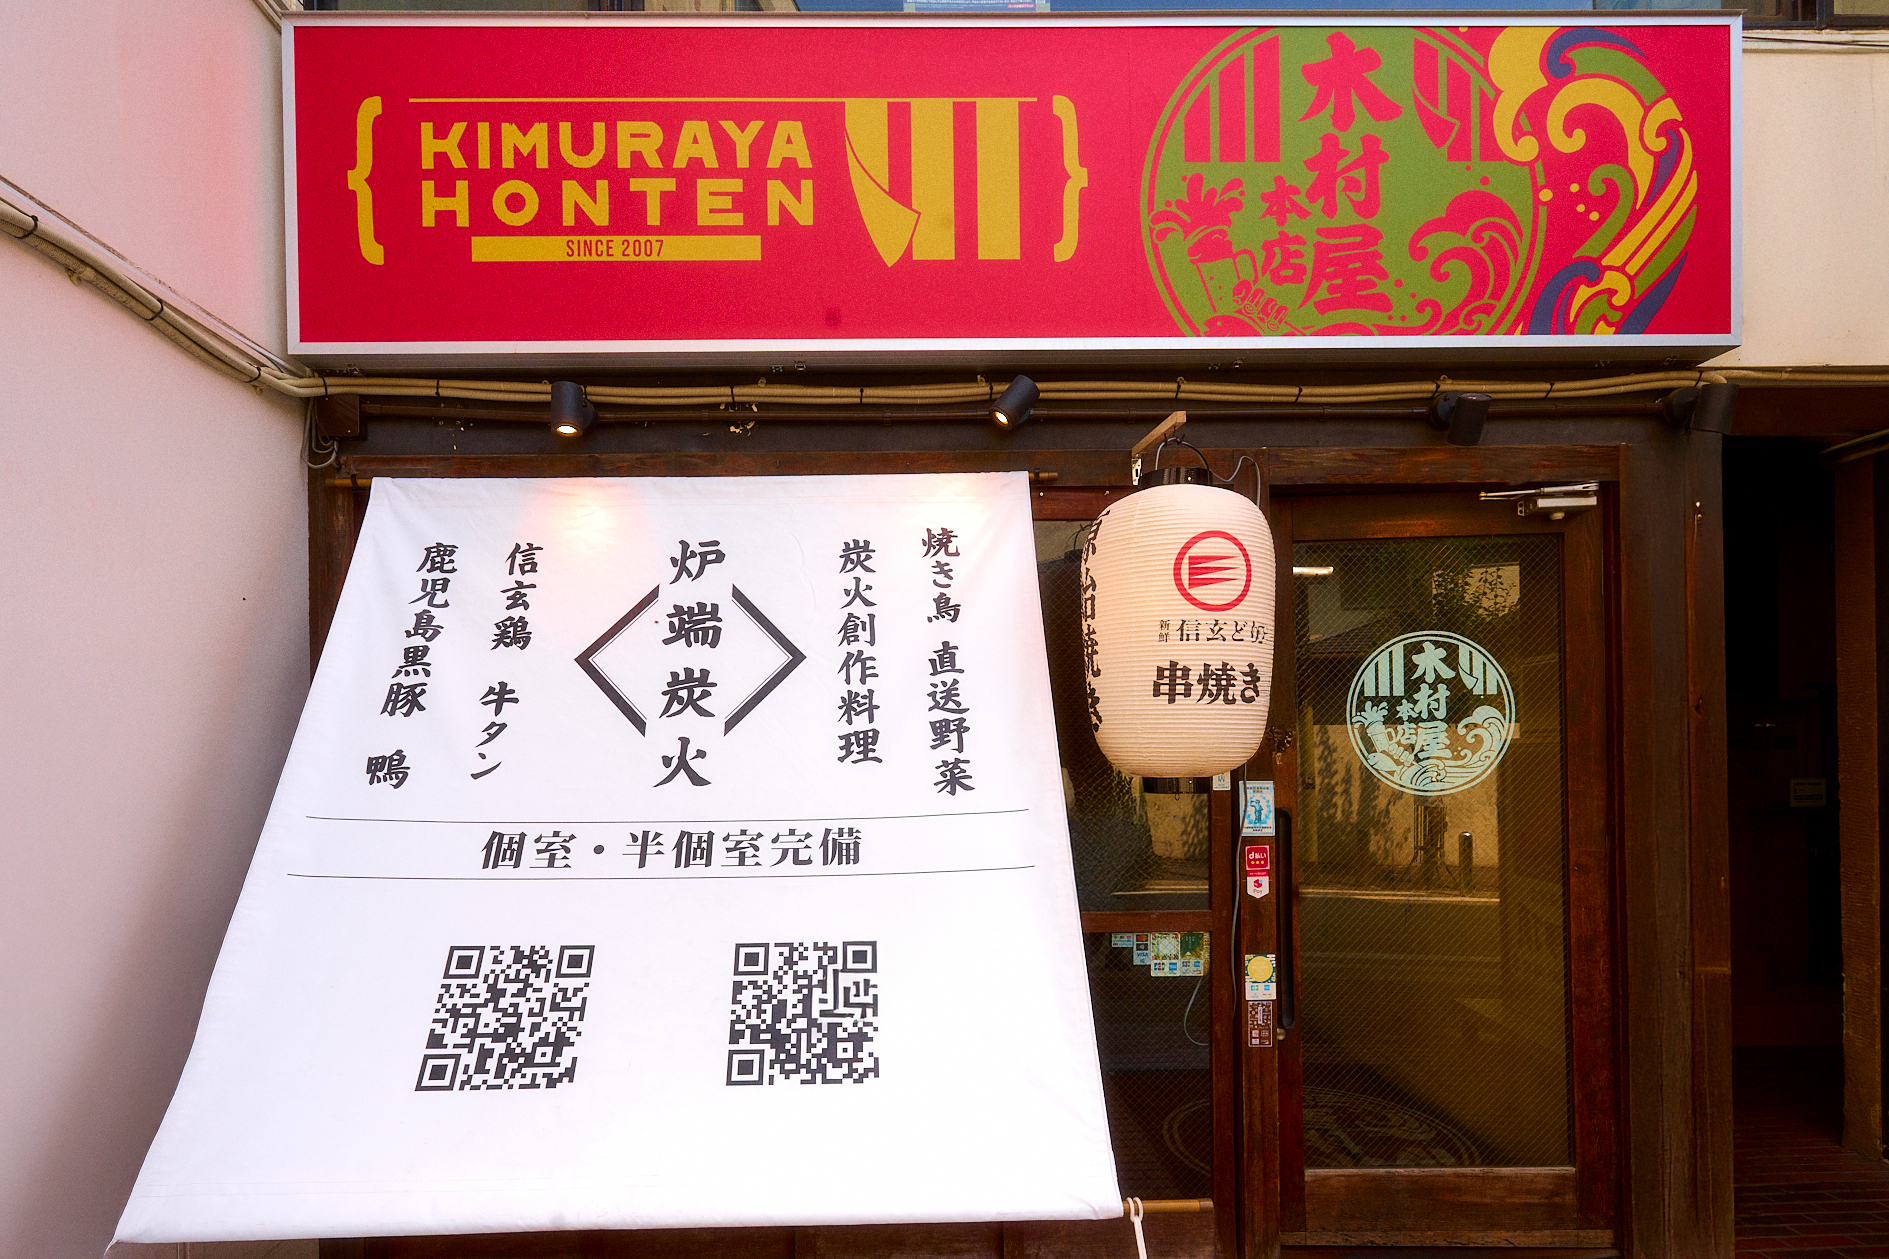 KIMURAYA
HONTEN
SINCE 2007
木村屋
本店
焼き鳥 直送野菜
炭火創作料理
炉端炭火
信玄鶏 牛タン
鹿児島黒豚 鴨
個室・半個室完備
新鮮 信玄どり
串焼き
木村屋
本店
d払い